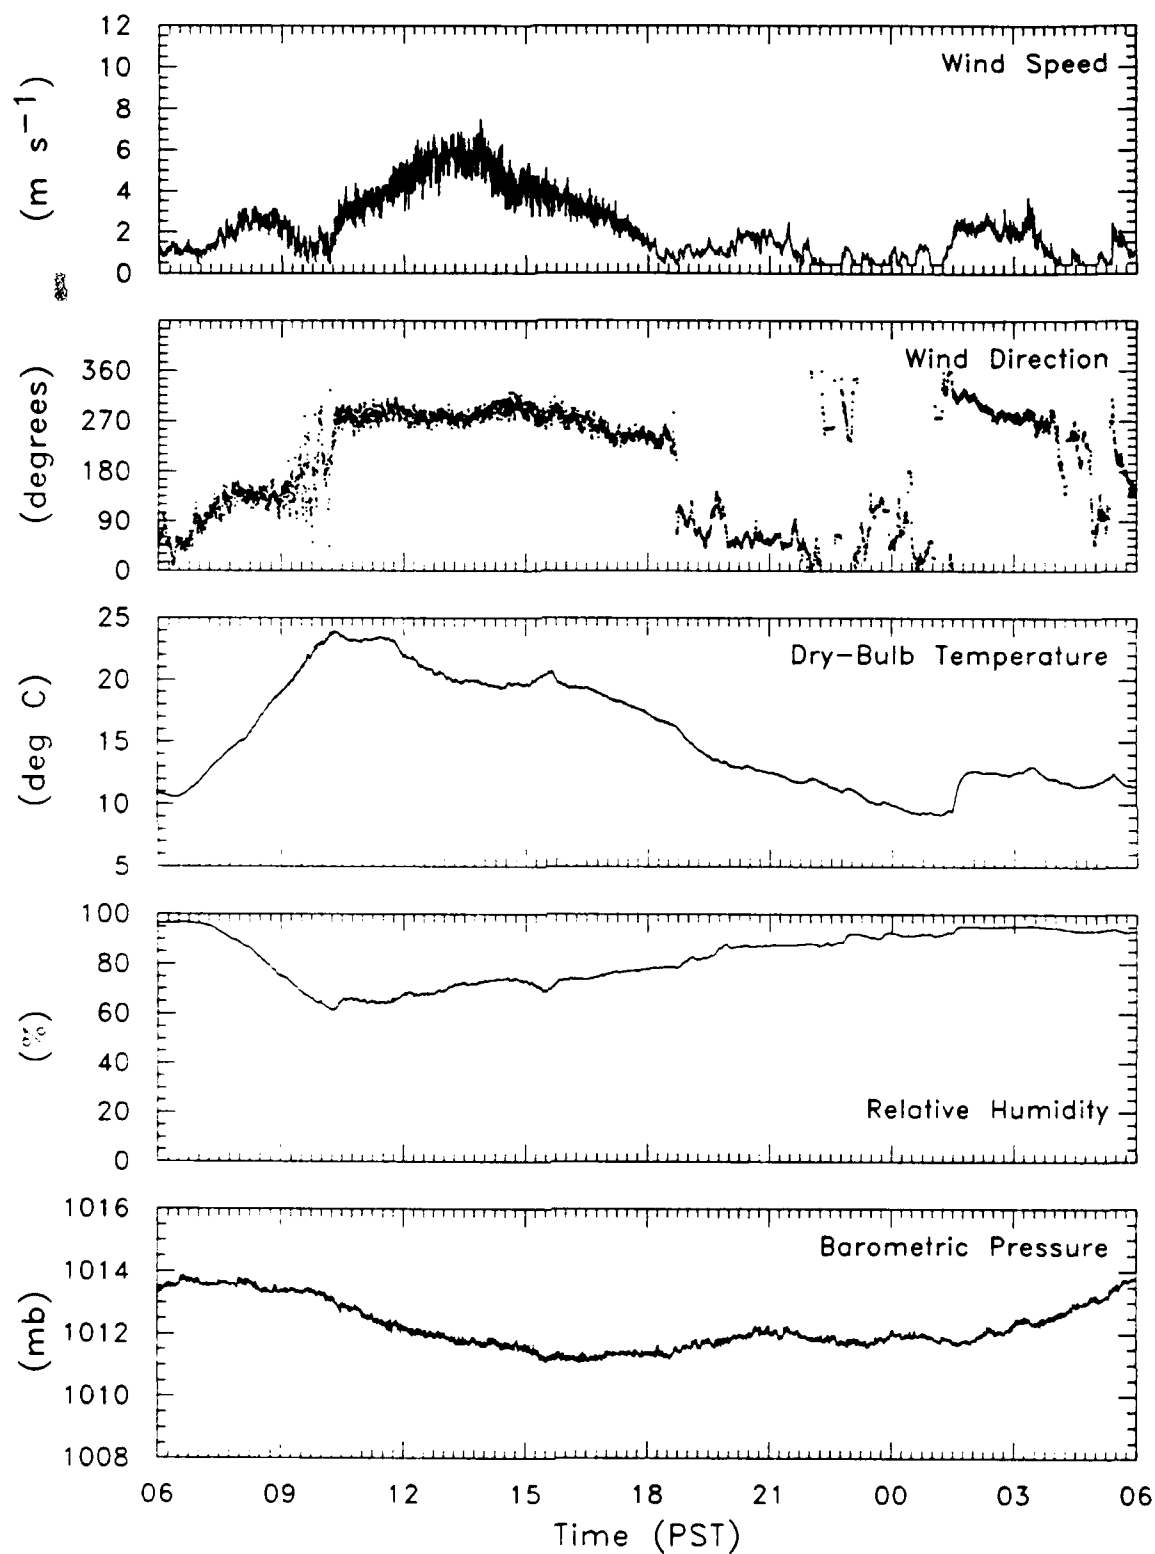 12
10
8
6
4
2
0
(m s−1)
Wind Speed
360
270
180
90
0
(degrees)
Wind Direction
25
20
15
10
5
(deg C)
Dry−Bulb Temperature
100
80
60
40
20
0
(%)
Relative Humidity
1016
1014
1012
1010
1008
(mb)
Barometric Pressure
06 09 12 15 18 21 00 03 06
Time (PST)